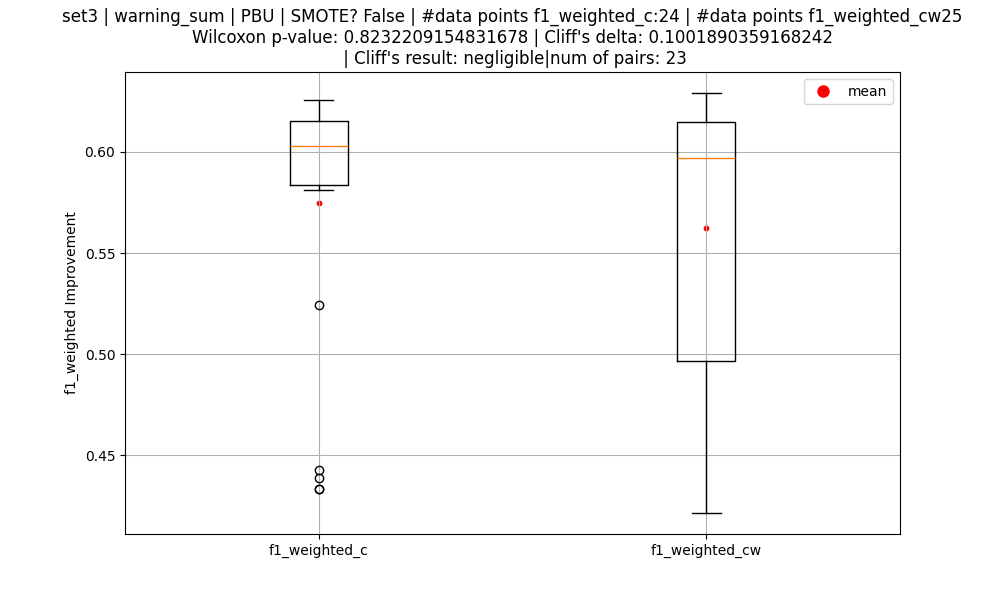 set3 | warning_sum | PBU | SMOTE? False | #data points f1_weighted_c:24 | #data points f1_weighted_cw25
Wilcoxon p-value: 0.8232209154831678 | Cliff's delta: 0.1001890359168242
| Cliff's result: negligible|num of pairs: 23
mean
0.60
0.55
0.50
0.45
f1_weighted Improvement
f1_weighted_c
f1_weighted_cw